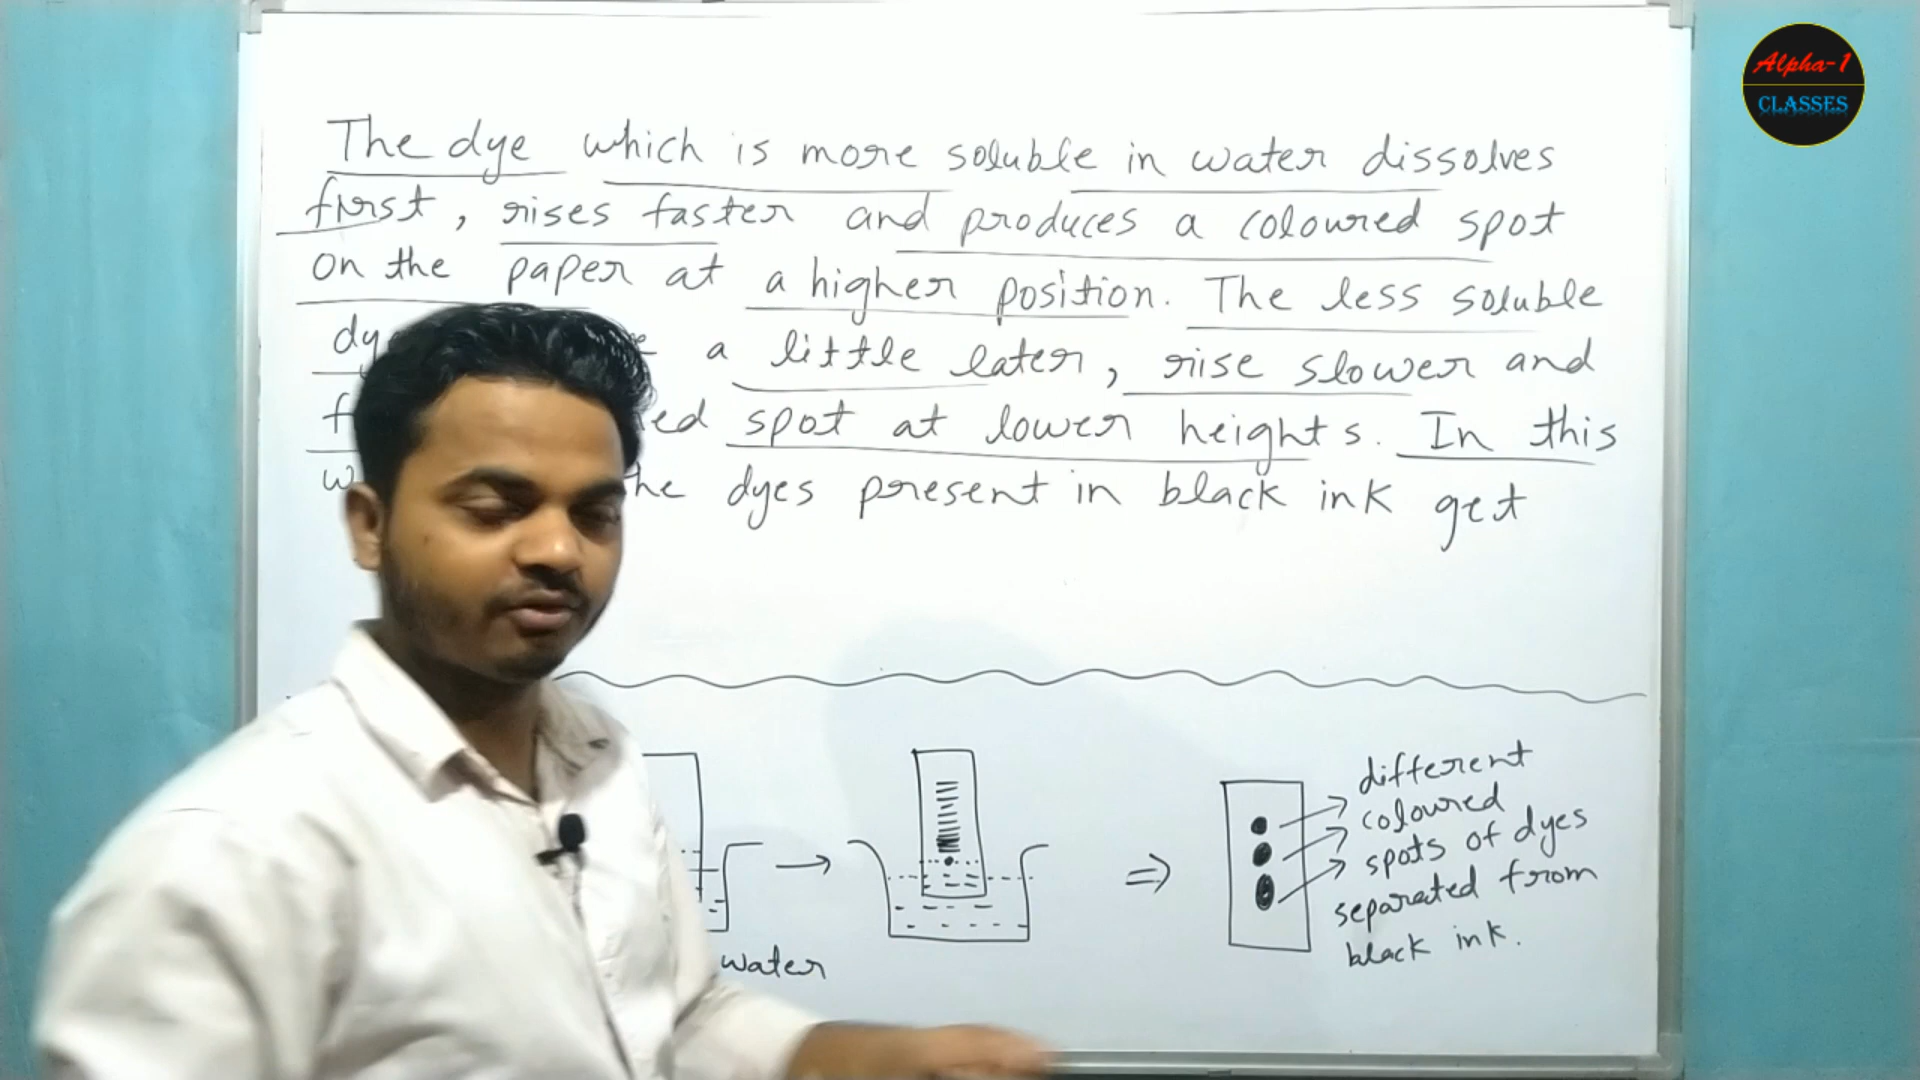 The dye which is more soluble in water dissolves
first, rises faster and produces a coloured spot
on the paper at a higher position. The less soluble
a little later, rise slower and
spot at lower heights. In this
the dyes present in black ink get
different
coloured
spots of dyes
separated from
black ink.
water
Alpha-1
CLASSES